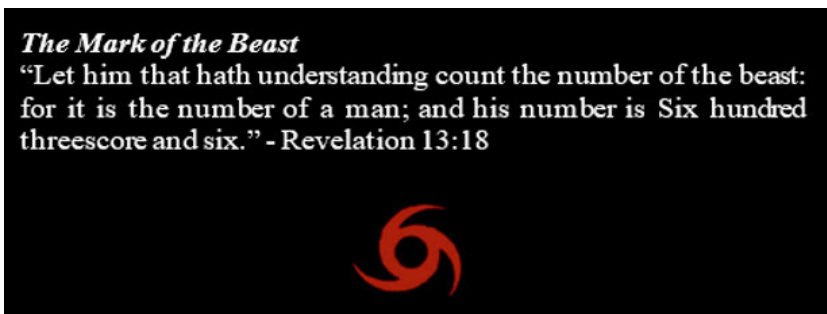 The Mark of the Beast
“Let him that hath understanding count the number of the beast:
for it is the number of a man; and his number is Six hundred
threescore and six.” - Revelation 13:18